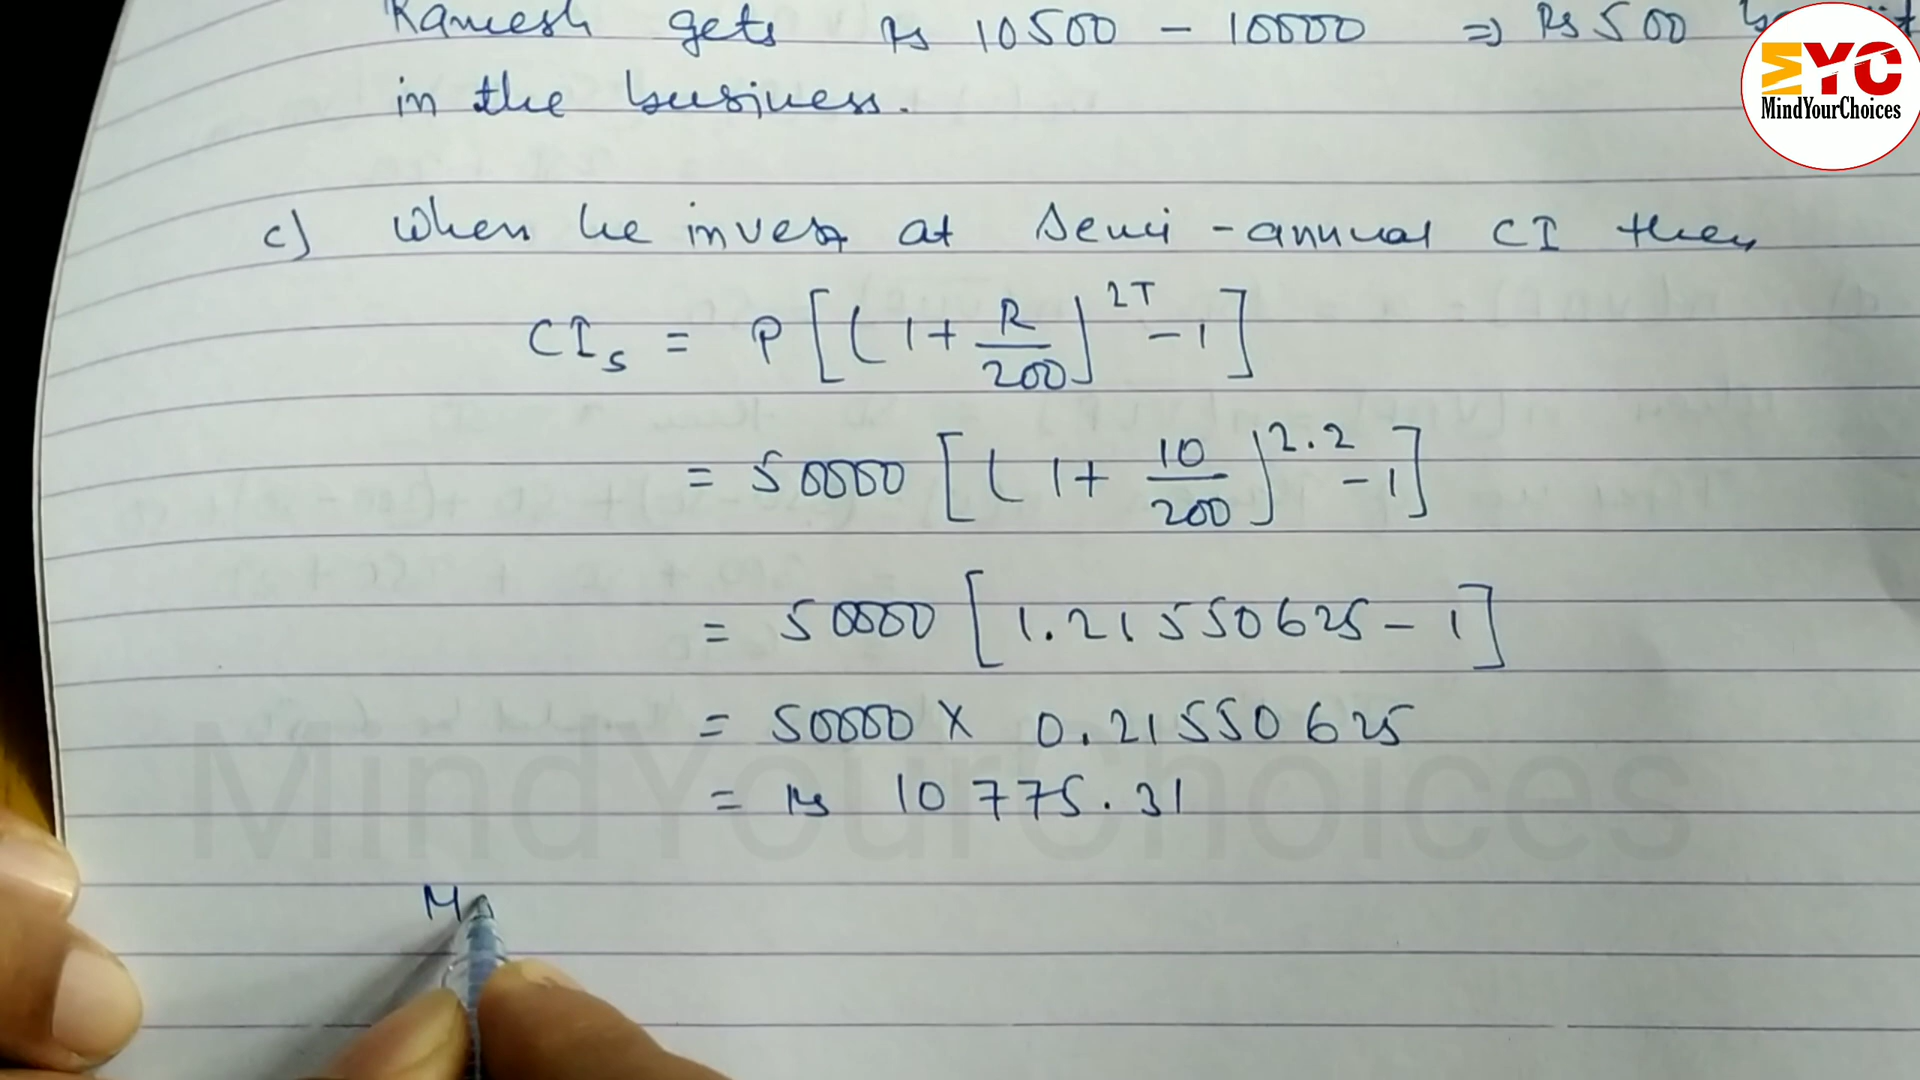 Ramesh gets Rs 10500 - 10000 ⇒ Rs 500
in the business.
MYC
MindYourChoices
c) When he invest at semi-annual CI then
CI_s = P [(1 + R/200)^2T - 1]
= 50000 [(1 + 10/200)^2.2 - 1]
= 50000 [1.21550625 - 1]
= 50000 × 0.21550625
= Rs 10775.31
MindYourChoices